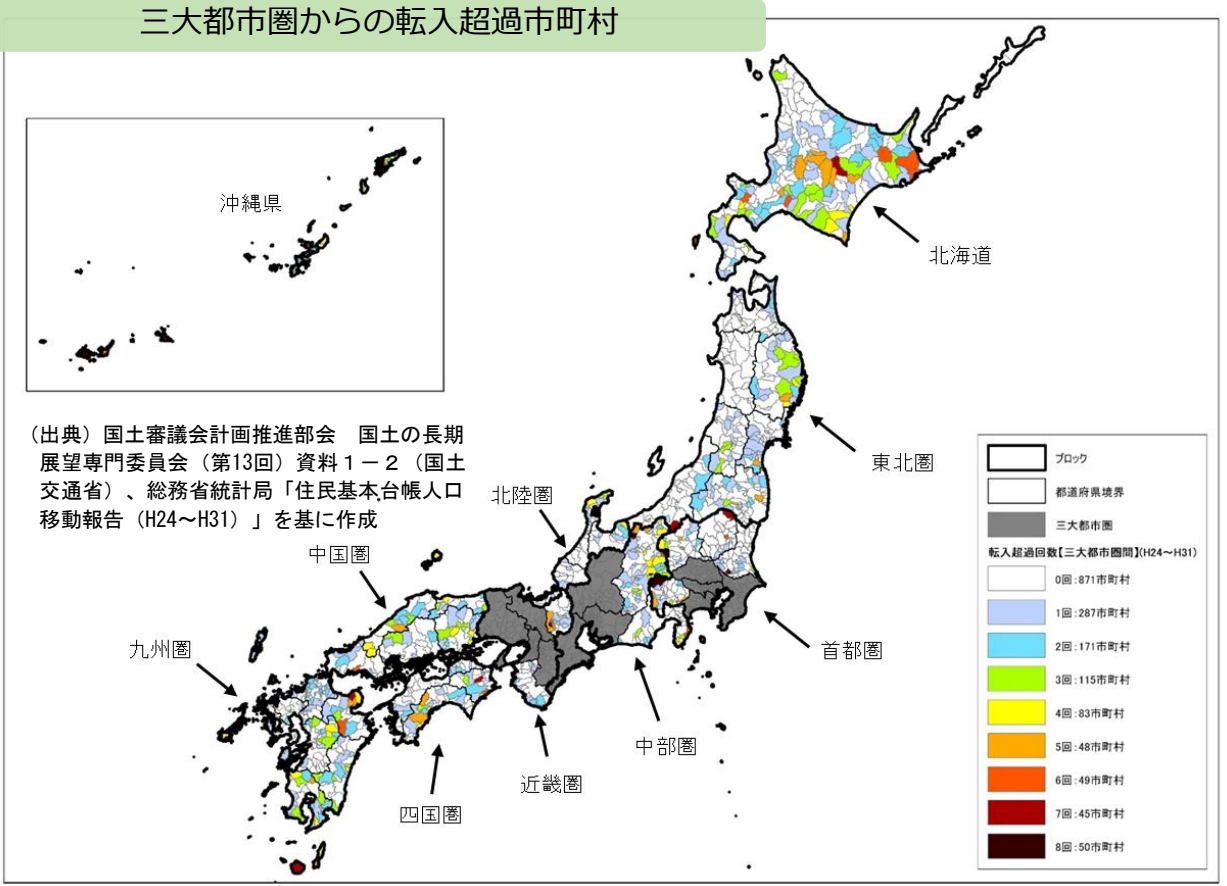 三大都市圏からの転入超過市町村
沖縄県
北海道
(出典)国土審議会計画推進部会 国土の長期
展望専門委員会(第13回)資料1-2(国土
交通省)、総務省統計局「住民基本台帳人口
移動報告(H24~H31)」を基に作成
東北圏
北陸圏
中国圏
九州圏
首都圏
中部圏
近畿圏
四国圏
ブロック
都道府県境界
三大都市圏
転入超過回数【三大都市圏間】(H24~H31)
0回:871市町村
1回:287市町村
2回:171市町村
3回:115市町村
4回:83市町村
5回:48市町村
6回:49市町村
7回:45市町村
8回:50市町村